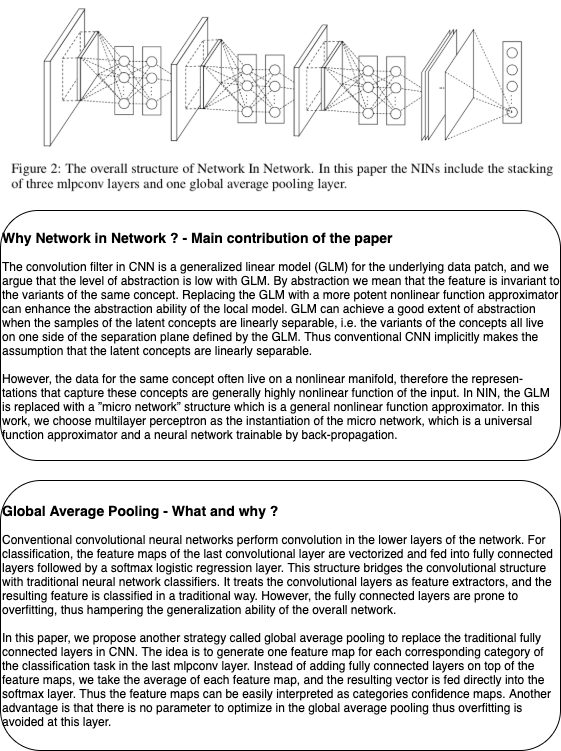 Figure 2: The overall structure of Network In Network. In this paper the NINs include the stacking
of three mlpconv layers and one global average pooling layer.
Why Network in Network ? - Main contribution of the paper
The convolution filter in CNN is a generalized linear model (GLM) for the underlying data patch, and we
argue that the level of abstraction is low with GLM. By abstraction we mean that the feature is invariant to
the variants of the same concept. Replacing the GLM with a more potent nonlinear function approximator
can enhance the abstraction ability of the local model. GLM can achieve a good extent of abstraction
when the samples of the latent concepts are linearly separable, i.e. the variants of the concepts all live
on one side of the separation plane defined by the GLM. Thus conventional CNN implicitly makes the
assumption that the latent concepts are linearly separable.
However, the data for the same concept often live on a nonlinear manifold, therefore the represen-
tations that capture these concepts are generally highly nonlinear function of the input. In NIN, the GLM
is replaced with a ”micro network” structure which is a general nonlinear function approximator. In this
work, we choose multilayer perceptron as the instantiation of the micro network, which is a universal
function approximator and a neural network trainable by back-propagation.
Global Average Pooling - What and why ?
Conventional convolutional neural networks perform convolution in the lower layers of the network. For
classification, the feature maps of the last convolutional layer are vectorized and fed into fully connected
layers followed by a softmax logistic regression layer. This structure bridges the convolutional structure
with traditional neural network classifiers. It treats the convolutional layers as feature extractors, and the
resulting feature is classified in a traditional way. However, the fully connected layers are prone to
overfitting, thus hampering the generalization ability of the overall network.
In this paper, we propose another strategy called global average pooling to replace the traditional fully
connected layers in CNN. The idea is to generate one feature map for each corresponding category of
the classification task in the last mlpconv layer. Instead of adding fully connected layers on top of the
feature maps, we take the average of each feature map, and the resulting vector is fed directly into the
softmax layer. Thus the feature maps can be easily interpreted as categories confidence maps. Another
advantage is that there is no parameter to optimize in the global average pooling thus overfitting is
avoided at this layer.